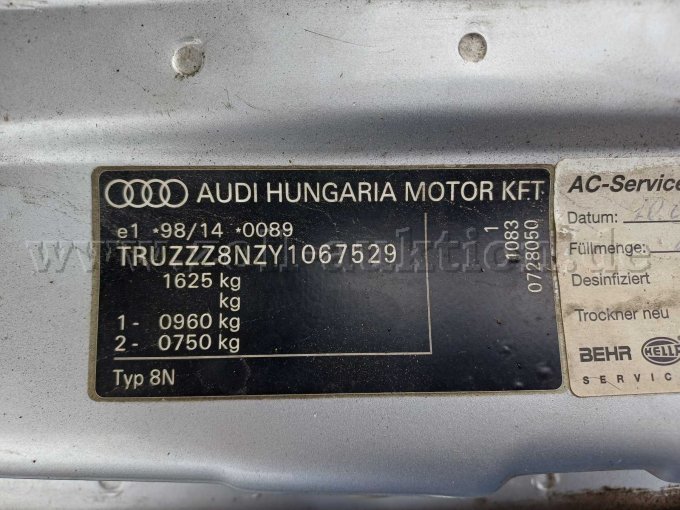 AUDI HUNGARIA MOTOR KFT
e1 *98/14 *0089
TRUZZZ8NZY1067529
1625 kg
kg
1- 0960 kg
2- 0750 kg
Typ 8N
1
1083
0728050
AC-Service
Datum:
Füllmenge:
Desinfiziert
Trockner neu
BEHR HELLA
SERVIC